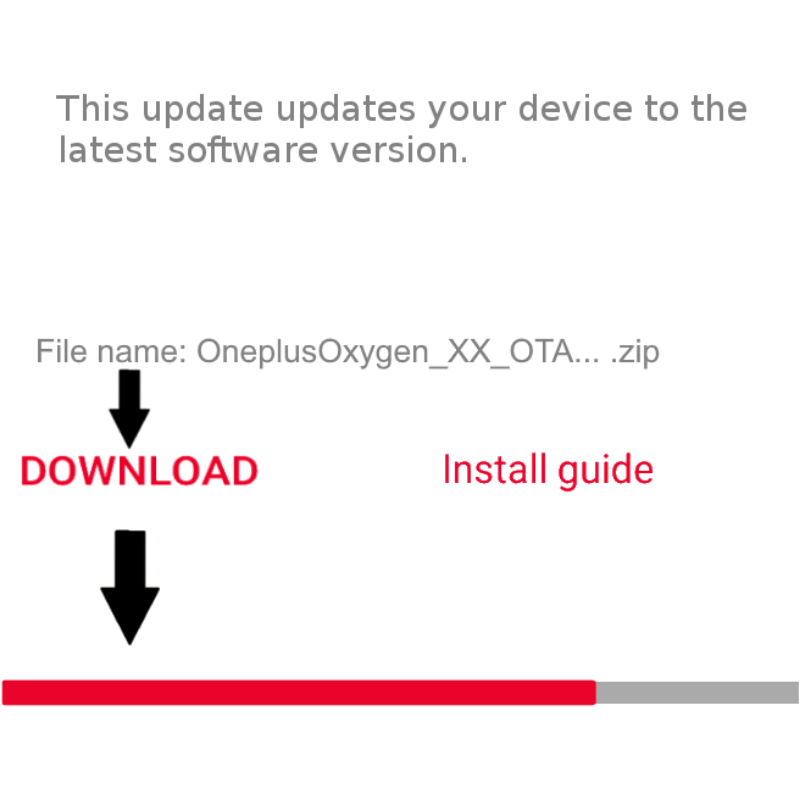 This update updates your device to the
latest software version.
File name: OneplusOxygen_XX_OTA... .zip
DOWNLOAD
Install guide